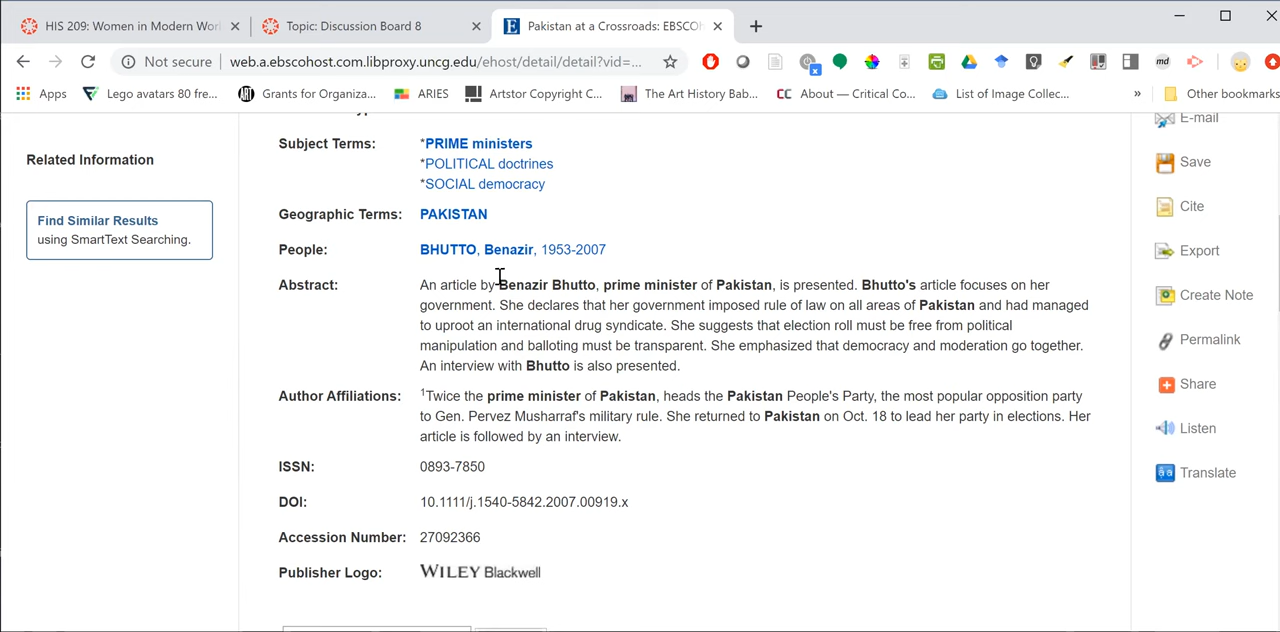 HIS 209: Women in Modern Wor
Topic: Discussion Board 8
Pakistan at a Crossroads: EBSCOh
Not secure
web.a.ebscohost.com.libproxy.uncg.edu/ehost/detail/detail?vid=...
md
Apps
Lego avatars 80 fre...
Grants for Organiza...
ARIES
Artstor Copyright C...
The Art History Bab...
CC About — Critical Co...
List of Image Collec...
»
Other bookmarks
Related Information
Find Similar Results
using SmartText Searching.
Subject Terms:
*PRIME ministers
*POLITICAL doctrines
*SOCIAL democracy
Geographic Terms:
PAKISTAN
People:
BHUTTO, Benazir, 1953-2007
Abstract:
An article by Benazir Bhutto, prime minister of Pakistan, is presented. Bhutto's article focuses on her
government. She declares that her government imposed rule of law on all areas of Pakistan and had managed
to uproot an international drug syndicate. She suggests that election roll must be free from political
manipulation and balloting must be transparent. She emphasized that democracy and moderation go together.
An interview with Bhutto is also presented.
Author Affiliations:
1Twice the prime minister of Pakistan, heads the Pakistan People's Party, the most popular opposition party
to Gen. Pervez Musharraf's military rule. She returned to Pakistan on Oct. 18 to lead her party in elections. Her
article is followed by an interview.
ISSN:
0893-7850
DOI:
10.1111/j.1540-5842.2007.00919.x
Accession Number:
27092366
Publisher Logo:
WILEY Blackwell
E-mail
Save
Cite
Export
Create Note
Permalink
Share
Listen
Translate